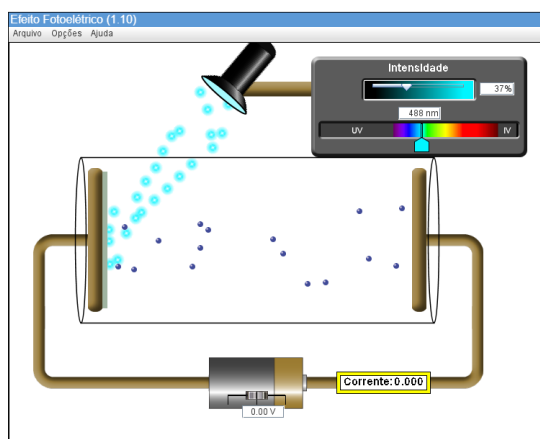 Efeito Fotoelétrico (1.10)
Arquivo Opções Ajuda
Intensidade
37%
488 nm
UV
IV
Corrente: 0.000
0.00 V